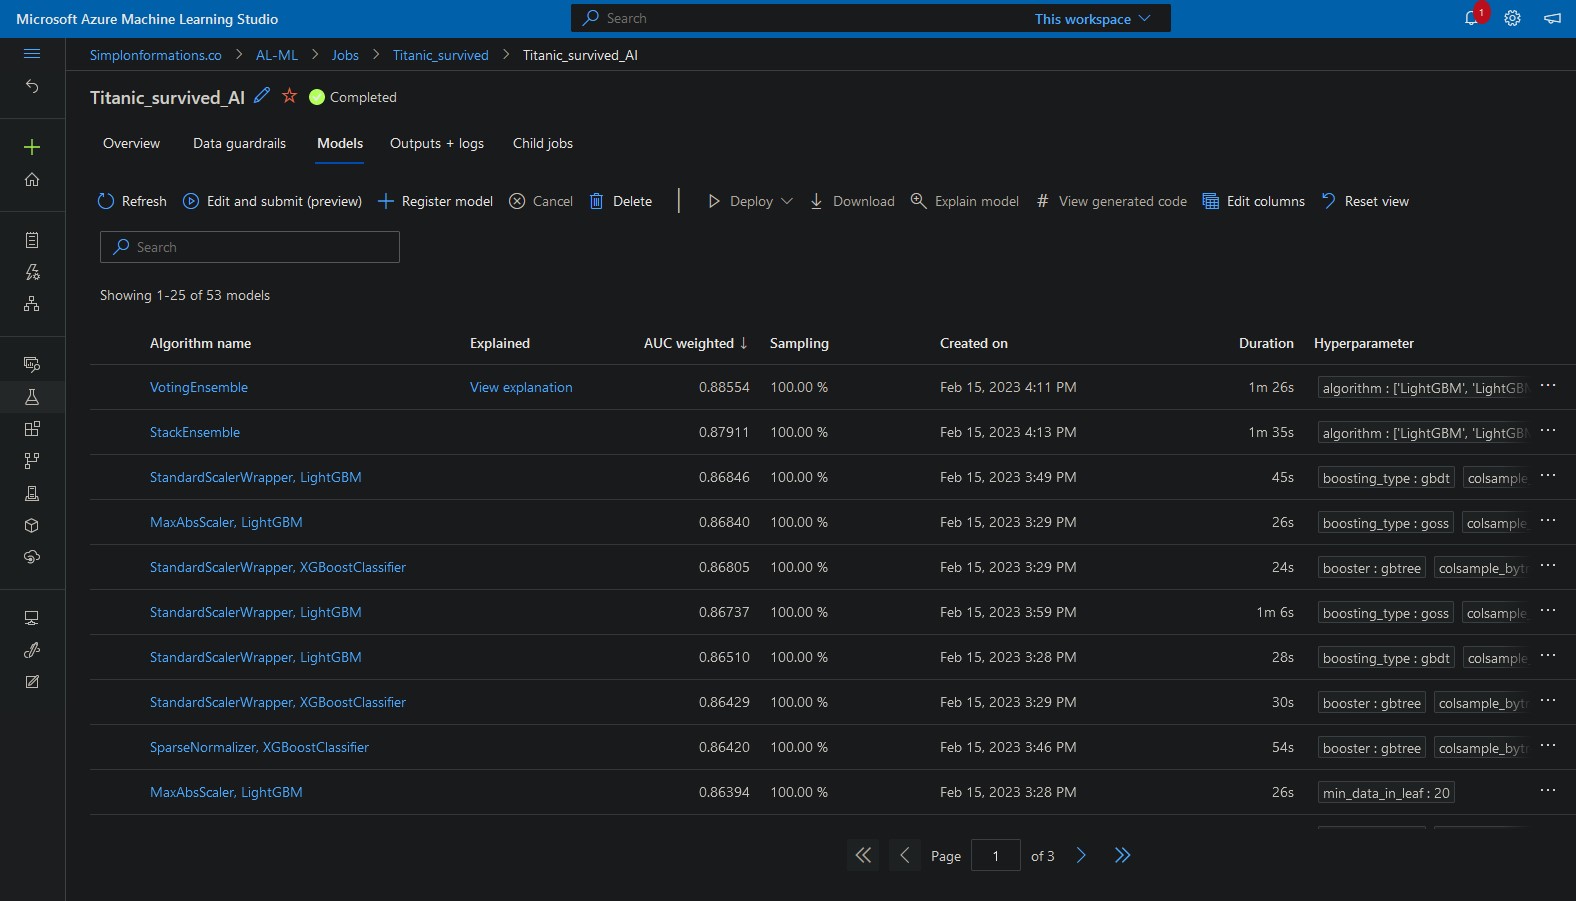 Microsoft Azure Machine Learning Studio
Search
This workspace
1
Simplonformations.co > AL-ML > Jobs > Titanic_survived > Titanic_survived_AI
Titanic_survived_AI Completed
Overview Data guardrails Models Outputs + logs Child jobs
Refresh Edit and submit (preview) Register model Cancel Delete Deploy Download Explain model # View generated code Edit columns Reset view
Search
Showing 1-25 of 53 models
Algorithm name Explained AUC weighted ↓ Sampling Created on Duration Hyperparameter
VotingEnsemble View explanation 0.88554 100.00 % Feb 15, 2023 4:11 PM 1m 26s algorithm : ['LightGBM', 'LightGBM ...
StackEnsemble 0.87911 100.00 % Feb 15, 2023 4:13 PM 1m 35s algorithm : ['LightGBM', 'LightGBM ...
StandardScalerWrapper, LightGBM 0.86846 100.00 % Feb 15, 2023 3:49 PM 45s boosting_type : gbdt colsample_ ...
MaxAbsScaler, LightGBM 0.86840 100.00 % Feb 15, 2023 3:29 PM 26s boosting_type : goss colsample_ ...
StandardScalerWrapper, XGBoostClassifier 0.86805 100.00 % Feb 15, 2023 3:29 PM 24s booster : gbtree colsample_bytr ...
StandardScalerWrapper, LightGBM 0.86737 100.00 % Feb 15, 2023 3:59 PM 1m 6s boosting_type : goss colsample_ ...
StandardScalerWrapper, LightGBM 0.86510 100.00 % Feb 15, 2023 3:28 PM 28s boosting_type : gbdt colsample_ ...
StandardScalerWrapper, XGBoostClassifier 0.86429 100.00 % Feb 15, 2023 3:29 PM 30s booster : gbtree colsample_bytr ...
SparseNormalizer, XGBoostClassifier 0.86420 100.00 % Feb 15, 2023 3:46 PM 54s booster : gbtree colsample_bytr ...
MaxAbsScaler, LightGBM 0.86394 100.00 % Feb 15, 2023 3:28 PM 26s min_data_in_leaf : 20 ...
Page 1 of 3